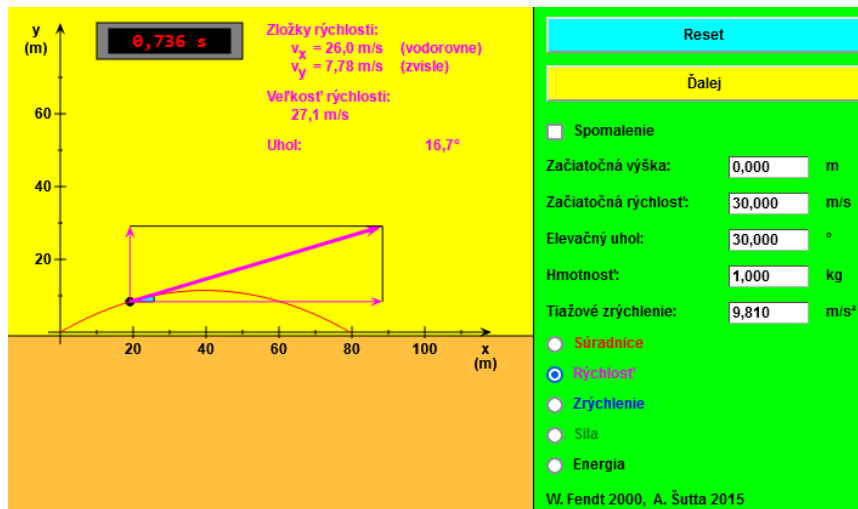 y
(m)
0,736 s
Zložky rýchlosti:
vx = 26,0 m/s (vodorovne)
vy = 7,78 m/s (zvisle)
Veľkosť rýchlosti:
27,1 m/s
Uhol: 16,7°
60
40
20
20 40 60 80 100 x
(m)
Reset
Ďalej
Spomalenie
Začiatočná výška: 0,000 m
Začiatočná rýchlosť: 30,000 m/s
Elevačný uhol: 30,000 °
Hmotnosť: 1,000 kg
Tiažové zrýchlenie: 9,810 m/s²
Súradnice
Rýchlosť
Zrýchlenie
Sila
Energia
W. Fendt 2000, A. Šutta 2015